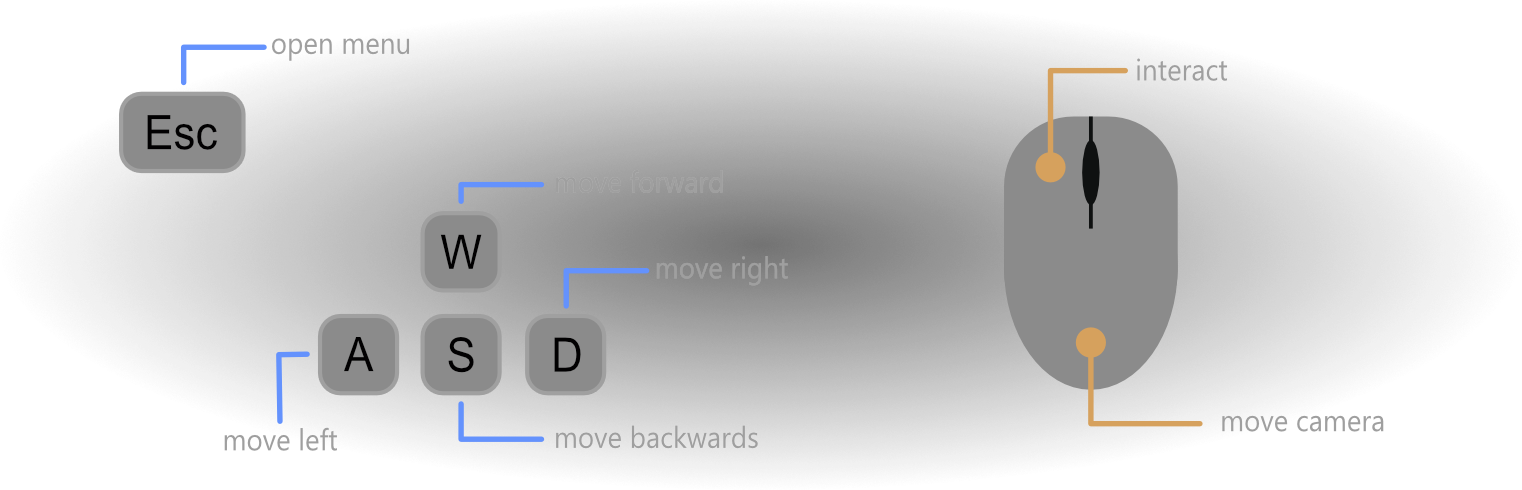 open menu
interact
Esc
move forward
W
move right
A
S
D
move left
move backwards
move camera